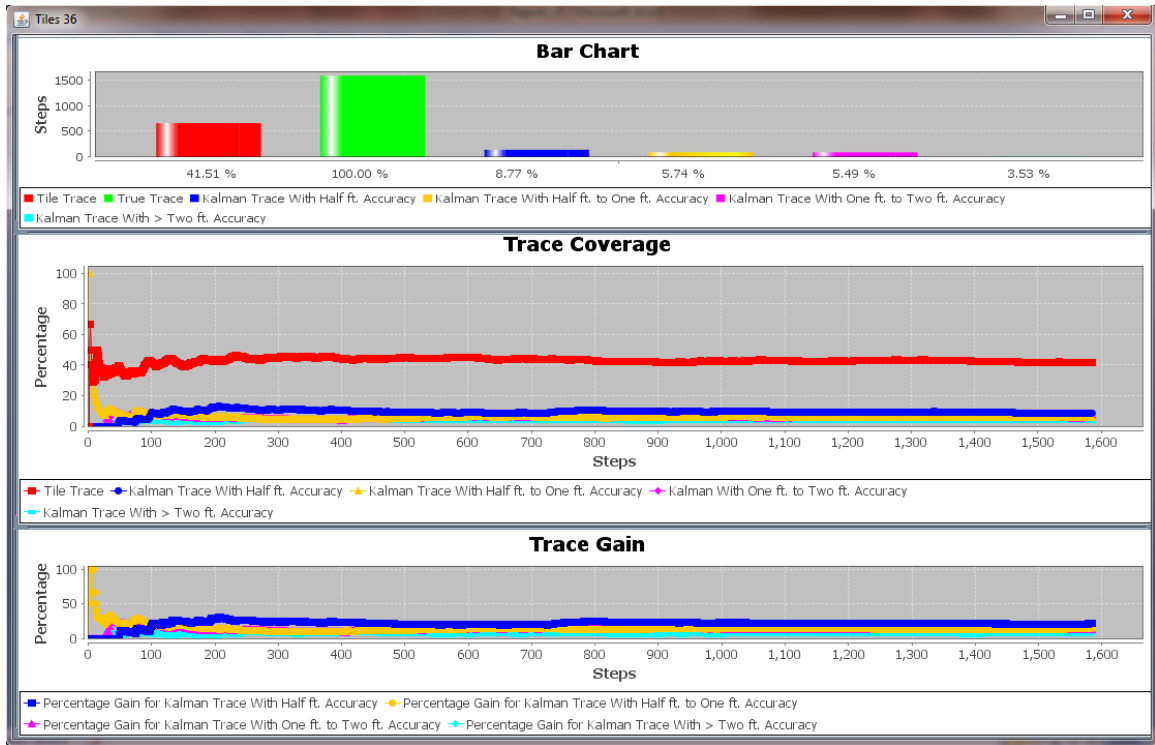 Tiles 36
Bar Chart
Steps
1500
1000
500
0
41.51 % 100.00 % 8.77 % 5.74 % 5.49 % 3.53 %
Tile Trace True Trace Kalman Trace With Half ft. Accuracy Kalman Trace With Half ft. to One ft. Accuracy Kalman Trace With One ft. to Two ft. Accuracy
Kalman Trace With > Two ft. Accuracy
Trace Coverage
Percentage
100
80
60
40
20
0
0 100 200 300 400 500 600 700 800 900 1,000 1,100 1,200 1,300 1,400 1,500 1,600
Steps
Tile Trace Kalman Trace With Half ft. Accuracy Kalman Trace With Half ft. to One ft. Accuracy Kalman With One ft. to Two ft. Accuracy
Kalman Trace With > Two ft. Accuracy
Trace Gain
Percentage
100
50
0
0 100 200 300 400 500 600 700 800 900 1,000 1,100 1,200 1,300 1,400 1,500 1,600
Steps
Percentage Gain for Kalman Trace With Half ft. Accuracy Percentage Gain for Kalman Trace With Half ft. to One ft. Accuracy
Percentage Gain for Kalman Trace With One ft. to Two ft. Accuracy Percentage Gain for Kalman Trace With > Two ft. Accuracy